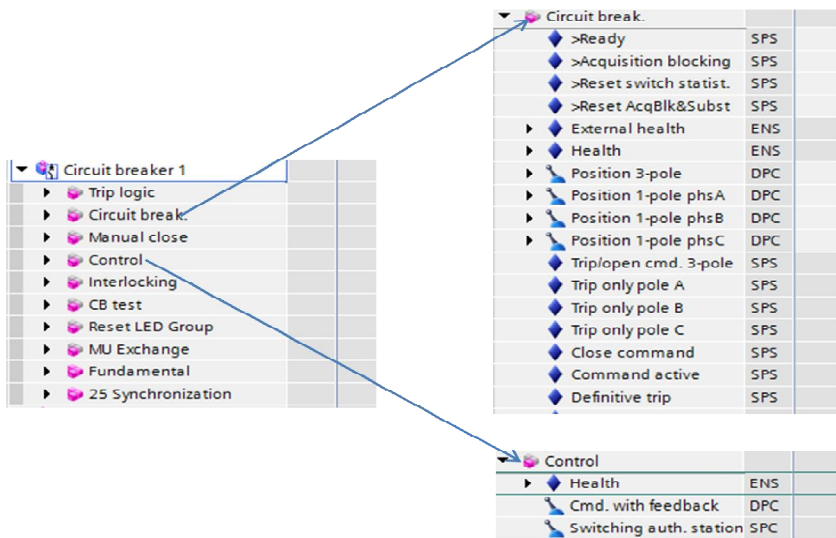 Circuit breaker 1
Trip logic
Circuit break.
Manual close
Control
Interlocking
CB test
Reset LED Group
MU Exchange
Fundamental
25 Synchronization
Circuit break.
>Ready SPS
>Acquisition blocking SPS
>Reset switch statist. SPS
>Reset AcqBlk&Subst SPS
External health ENS
Health ENS
Position 3-pole DPC
Position 1-pole phsA DPC
Position 1-pole phsB DPC
Position 1-pole phsC DPC
Trip/open cmd. 3-pole SPS
Trip only pole A SPS
Trip only pole B SPS
Trip only pole C SPS
Close command SPS
Command active SPS
Definitive trip SPS
Control
Health ENS
Cmd. with feedback DPC
Switching auth. station SPC